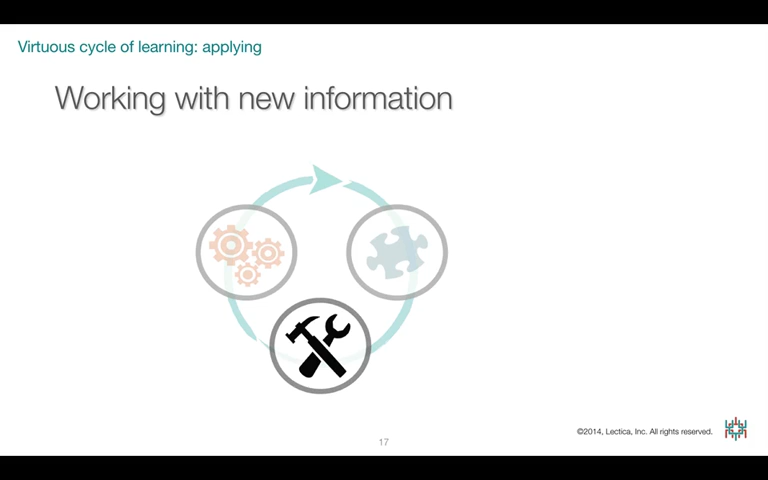 Virtuous cycle of learning: applying
Working with new information
©2014, Lectica, Inc. All rights reserved.
17